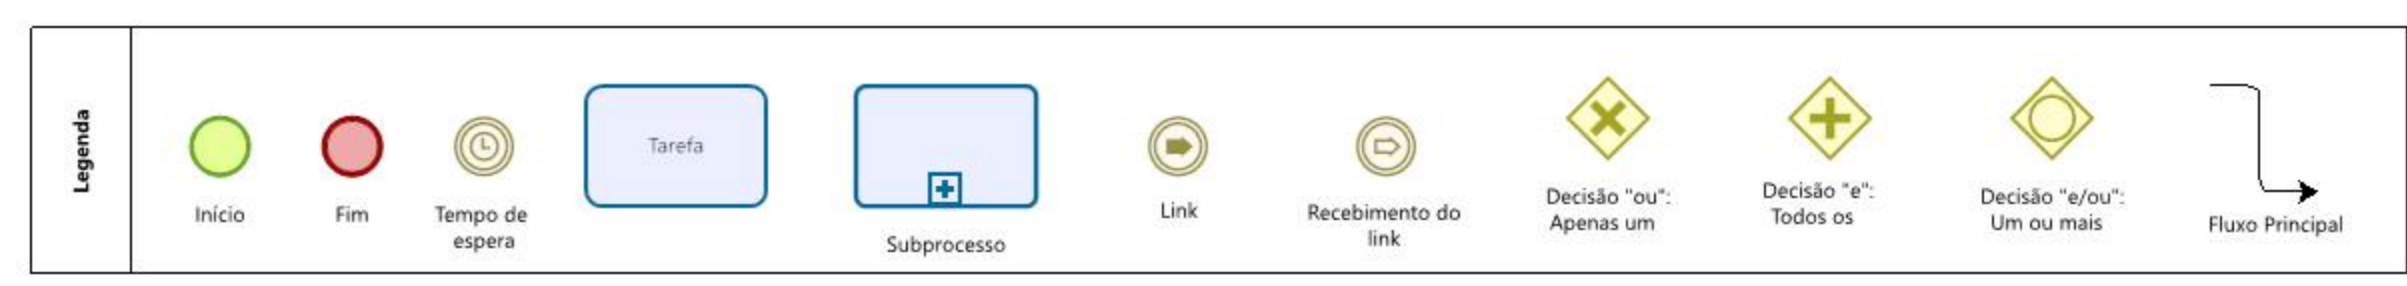 Legenda
Início
Fim
Tempo de
espera
Tarefa
Subprocesso
Link
Recebimento do
link
Decisão "ou":
Apenas um
Decisão "e":
Todos os
Decisão "e/ou":
Um ou mais
Fluxo Principal